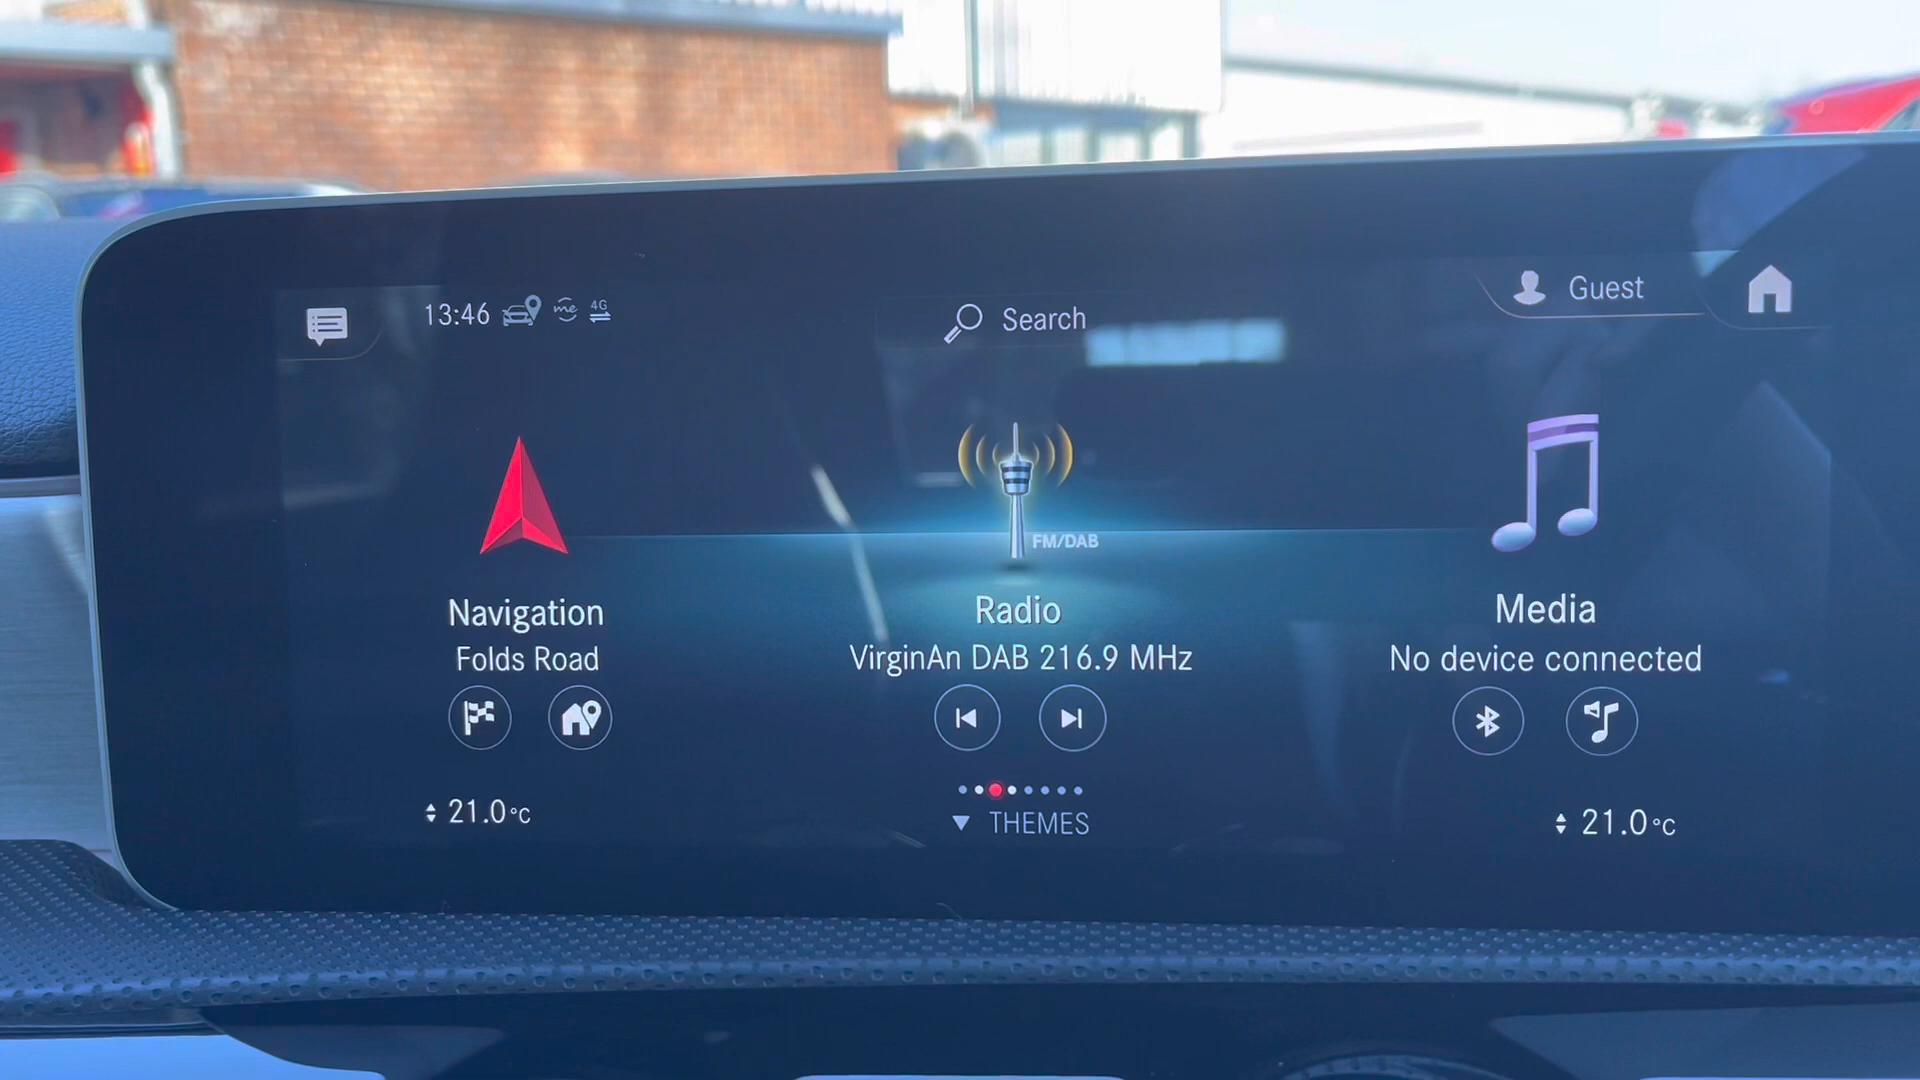 13:46 me 4G
Search
Guest
FM/DAB
Navigation
Folds Road
Radio
VirginAn DAB 216.9 MHz
Media
No device connected
21.0°C
THEMES
21.0°C